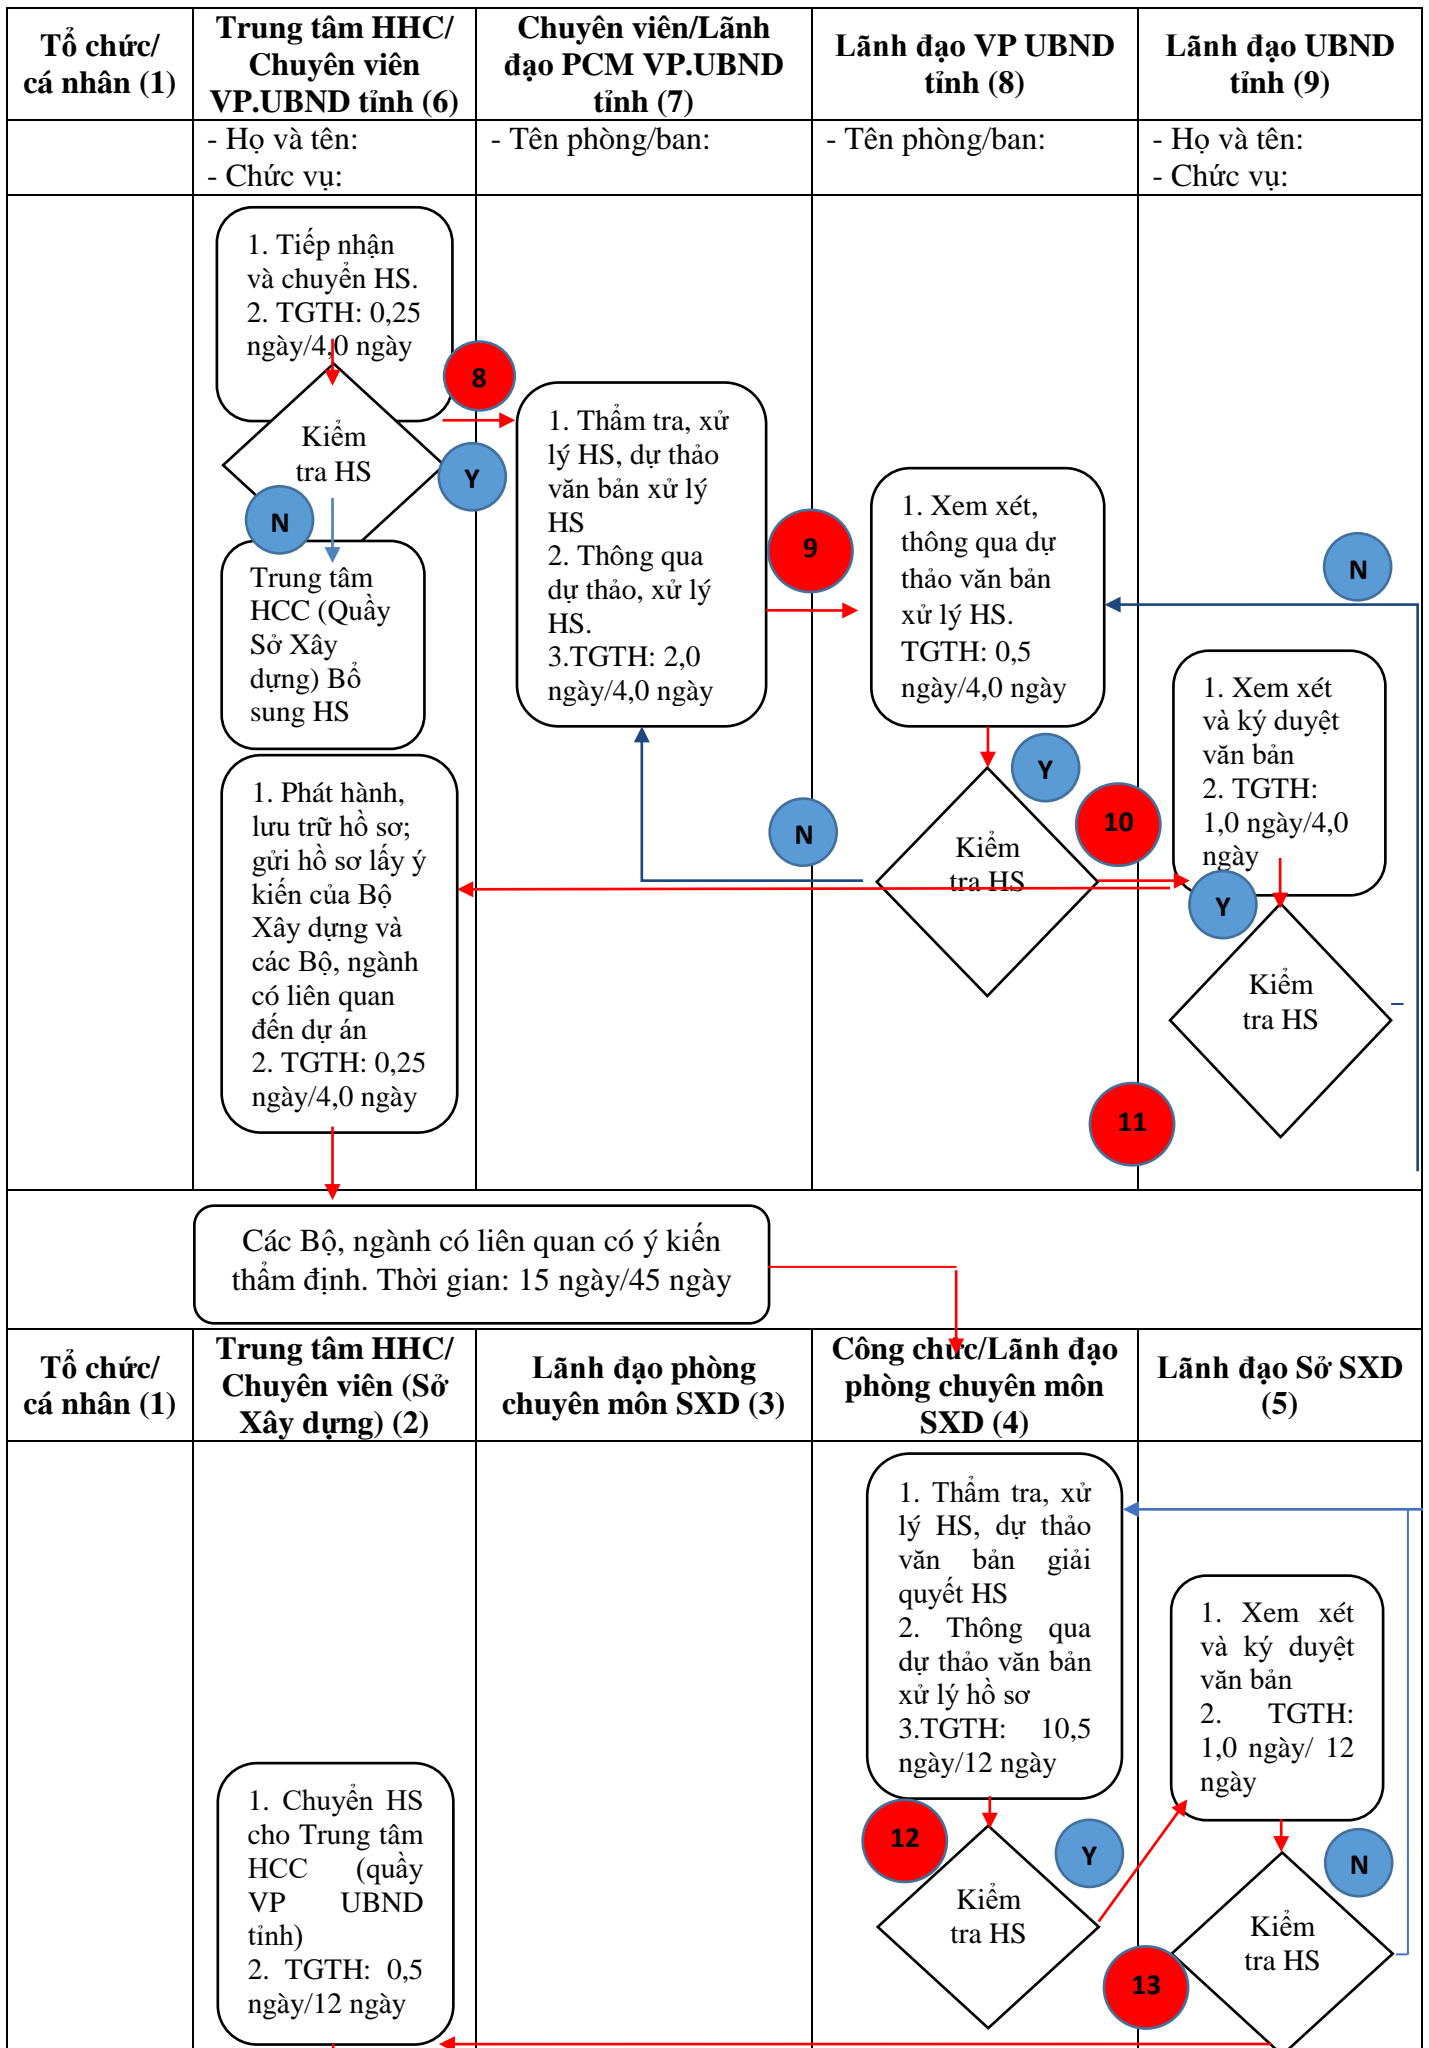 Tổ chức/
cá nhân (1)
Trung tâm HHC/
Chuyên viên
VP.UBND tỉnh (6)
Chuyên viên/Lãnh
đạo PCM VP.UBND
tỉnh (7)
Lãnh đạo VP UBND
tỉnh (8)
Lãnh đạo UBND
tỉnh (9)
- Họ và tên:
- Chức vụ:
- Tên phòng/ban:
- Tên phòng/ban:
- Họ và tên:
- Chức vụ:
1. Tiếp nhận
và chuyển HS.
2. TGTH: 0,25
ngày/4,0 ngày
8
Kiểm
tra HS
Y
N
Trung tâm
HCC (Quầy
Sở Xây
dựng) Bổ
sung HS
1. Thẩm tra, xử
lý HS, dự thảo
văn bản xử lý
HS
2. Thông qua
dự thảo, xử lý
HS.
3.TGTH: 2,0
ngày/4,0 ngày
9
1. Xem xét,
thông qua dự
thảo văn bản
xử lý HS.
TGTH: 0,5
ngày/4,0 ngày
N
1. Xem xét
và ký duyệt
văn bản
2. TGTH:
1,0 ngày/4,0
ngày
Y
10
N
Kiểm
tra HS
Y
Kiểm
tra HS
11
1. Phát hành,
lưu trữ hồ sơ;
gửi hồ sơ lấy ý
kiến của Bộ
Xây dựng và
các Bộ, ngành
có liên quan
đến dự án
2. TGTH: 0,25
ngày/4,0 ngày
Các Bộ, ngành có liên quan có ý kiến
thẩm định. Thời gian: 15 ngày/45 ngày
Tổ chức/
cá nhân (1)
Trung tâm HHC/
Chuyên viên (Sở
Xây dựng) (2)
Lãnh đạo phòng
chuyên môn SXD (3)
Công chức/Lãnh đạo
phòng chuyên môn
SXD (4)
Lãnh đạo Sở SXD
(5)
1. Thẩm tra, xử
lý HS, dự thảo
văn bản giải
quyết HS
2. Thông qua
dự thảo văn bản
xử lý hồ sơ
3.TGTH: 10,5
ngày/12 ngày
1. Xem xét
và ký duyệt
văn bản
2. TGTH:
1,0 ngày/ 12
ngày
1. Chuyển HS
cho Trung tâm
HCC (quầy
VP UBND
tỉnh)
2. TGTH: 0,5
ngày/12 ngày
12
Y
N
Kiểm
tra HS
Kiểm
tra HS
13